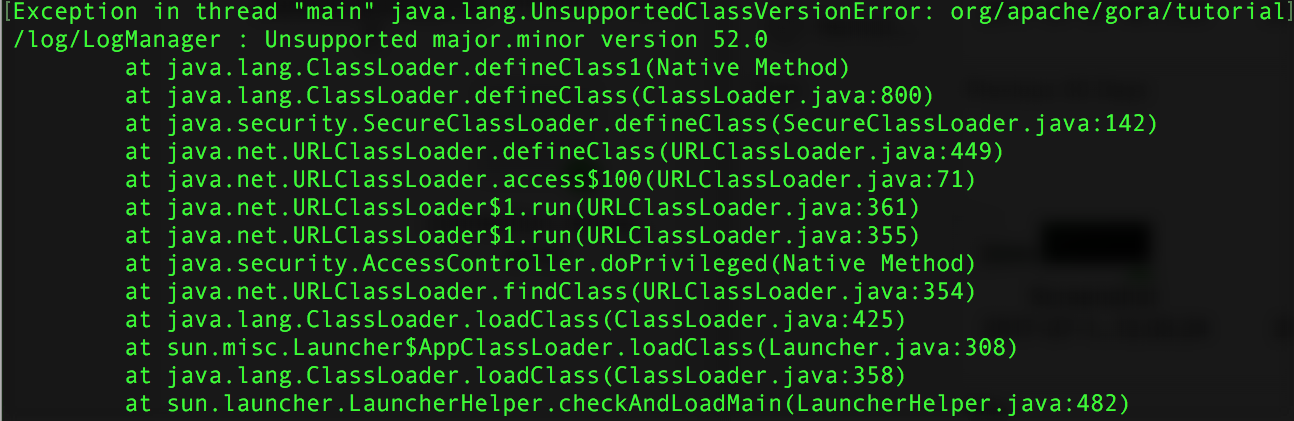 [Exception in thread "main" java.lang.UnsupportedClassVersionError: org/apache/gora/tutorial]
/log/LogManager : Unsupported major.minor version 52.0
at java.lang.ClassLoader.defineClass1(Native Method)
at java.lang.ClassLoader.defineClass(ClassLoader.java:800)
at java.security.SecureClassLoader.defineClass(SecureClassLoader.java:142)
at java.net.URLClassLoader.defineClass(URLClassLoader.java:449)
at java.net.URLClassLoader.access$100(URLClassLoader.java:71)
at java.net.URLClassLoader$1.run(URLClassLoader.java:361)
at java.net.URLClassLoader$1.run(URLClassLoader.java:355)
at java.security.AccessController.doPrivileged(Native Method)
at java.net.URLClassLoader.findClass(URLClassLoader.java:354)
at java.lang.ClassLoader.loadClass(ClassLoader.java:425)
at sun.misc.Launcher$AppClassLoader.loadClass(Launcher.java:308)
at java.lang.ClassLoader.loadClass(ClassLoader.java:358)
at sun.launcher.LauncherHelper.checkAndLoadMain(LauncherHelper.java:482)